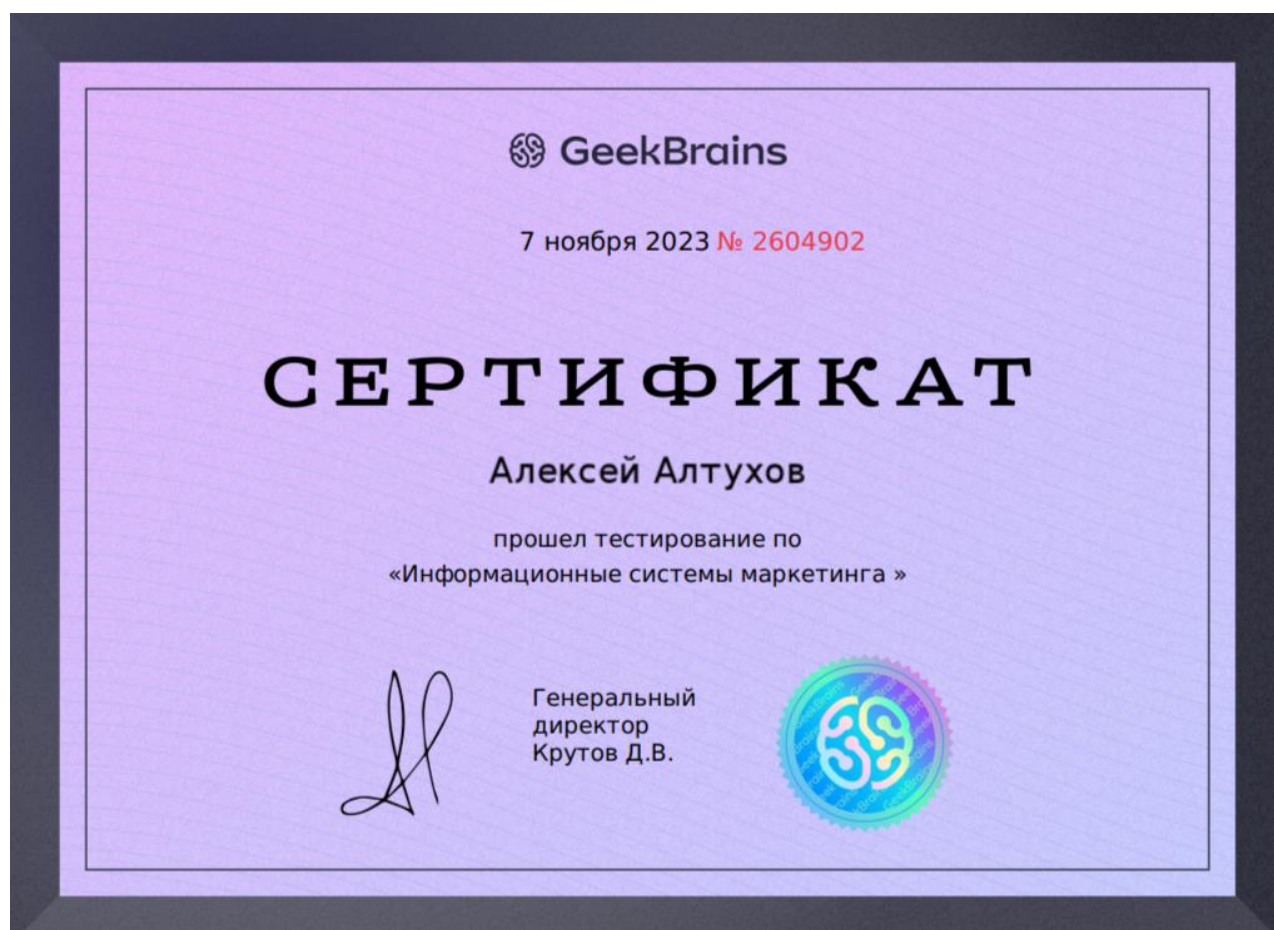 GeekBrains
7 ноября 2023 № 2604902
СЕРТИФИКАТ
Алексей Алтухов
прошел тестирование по
«Информационные системы маркетинга »
Генеральный
директор
Крутов Д.В.